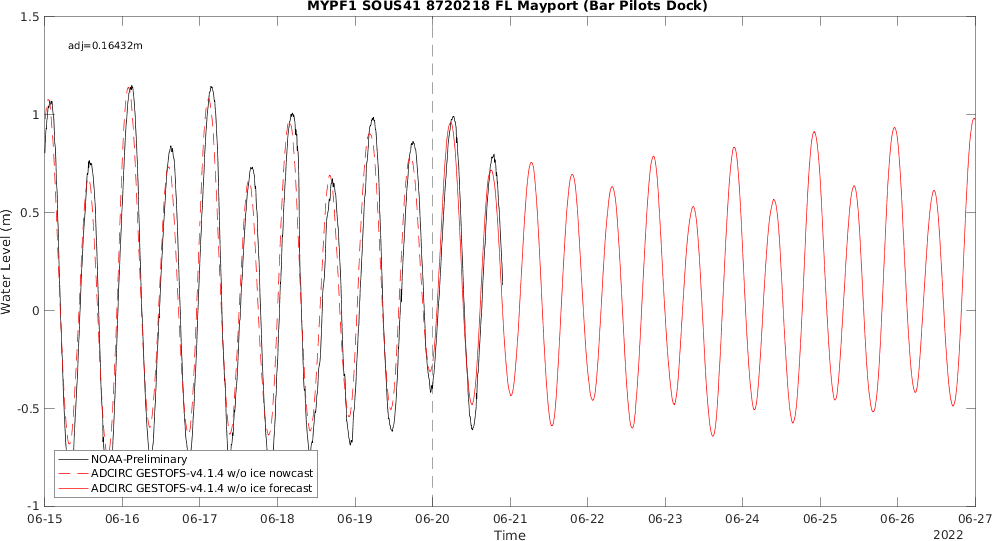 MYPF1 SOUS41 8720218 FL Mayport (Bar Pilots Dock)
1.5
adj=0.16432m
1
0.5
0
-0.5
-1
Water Level (m)
NOAA-Preliminary
ADCIRC GESTOFS-v4.1.4 w/o ice nowcast
ADCIRC GESTOFS-v4.1.4 w/o ice forecast
06-15 06-16 06-17 06-18 06-19 06-20 06-21 06-22 06-23 06-24 06-25 06-26 06-27
Time
2022